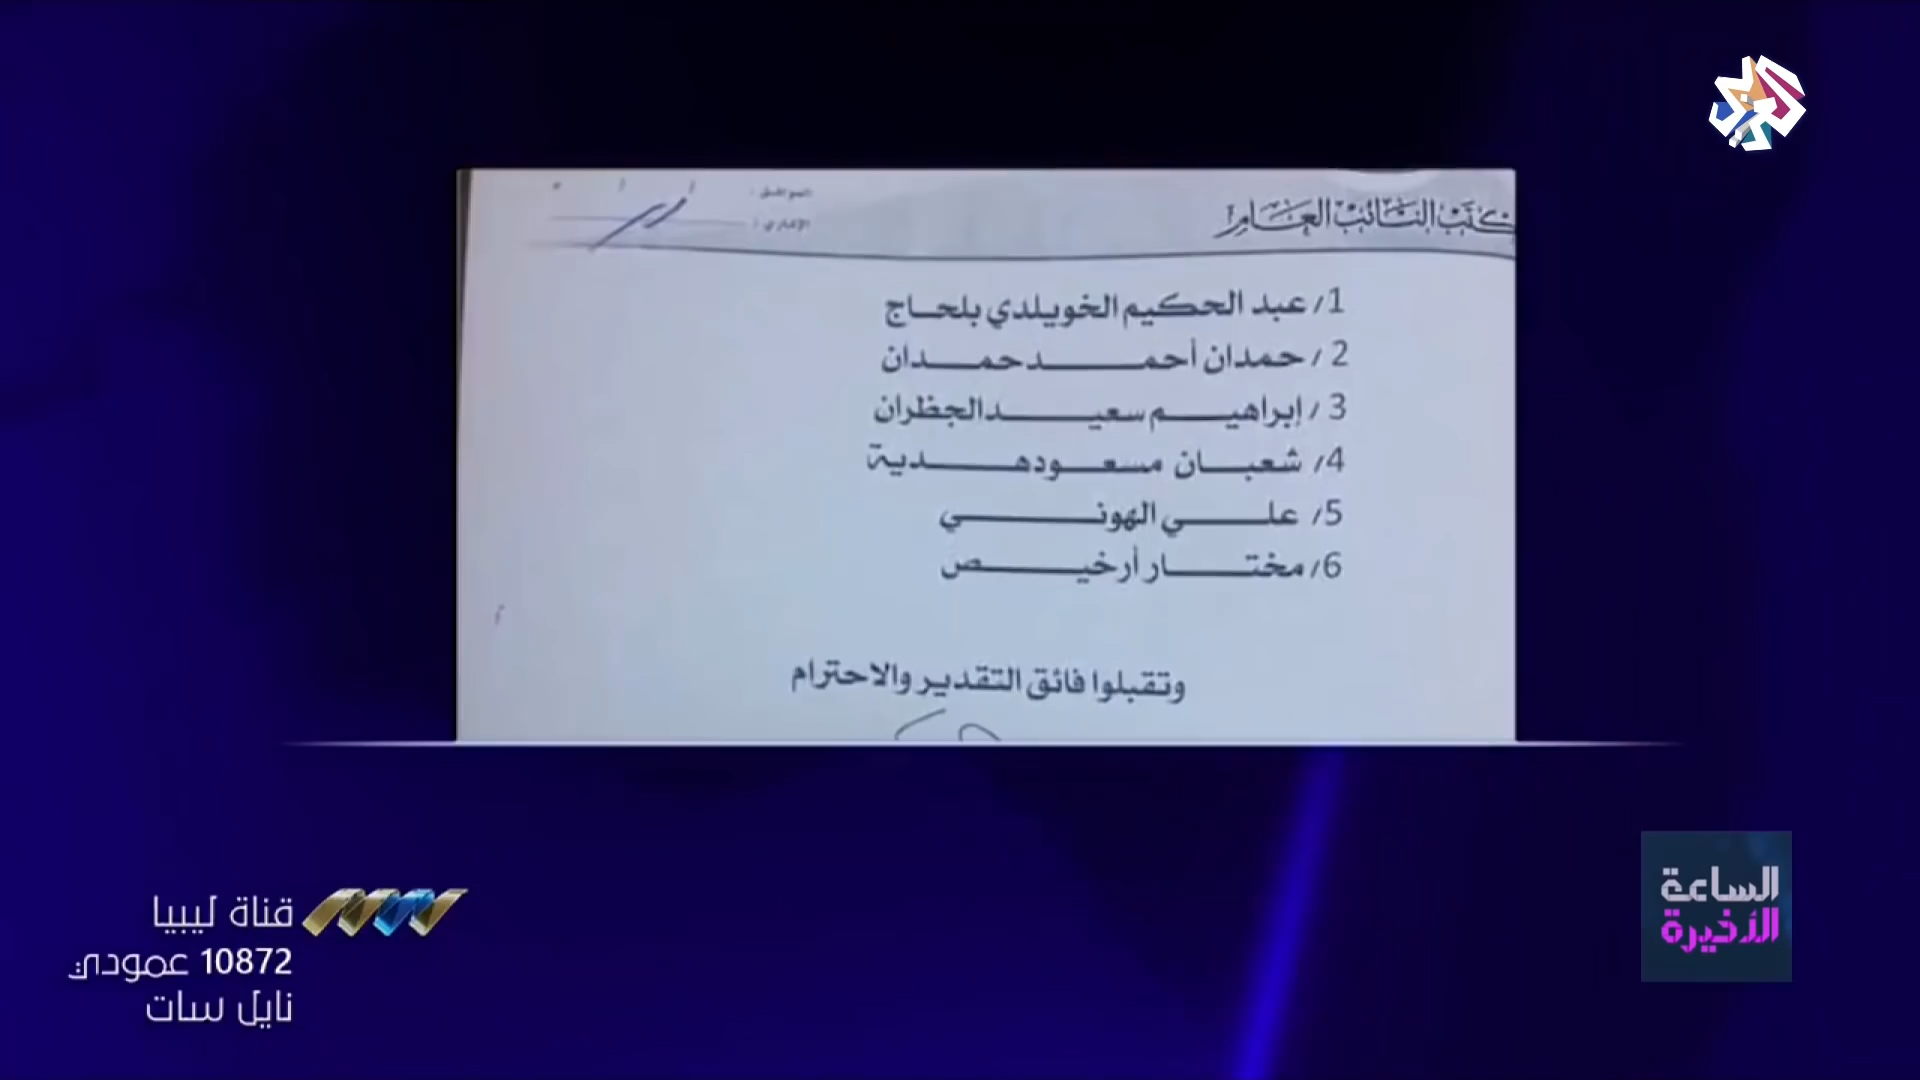 مكتب النائب العام
الموافق :
الإشاري :
1/ عبد الحكيم الخويلدي بلحاج
2/ حمدان أحمد حمدان
3/ إبراهيم سعيد الجظران
4/ شعبان مسعود هدية
5/ علي الهوني
6/ مختار أرخيص
وتقبلوا فائق التقدير والاحترام
الساعة
الأخيرة
قناة ليبيا
10872 عمودي
نايل سات